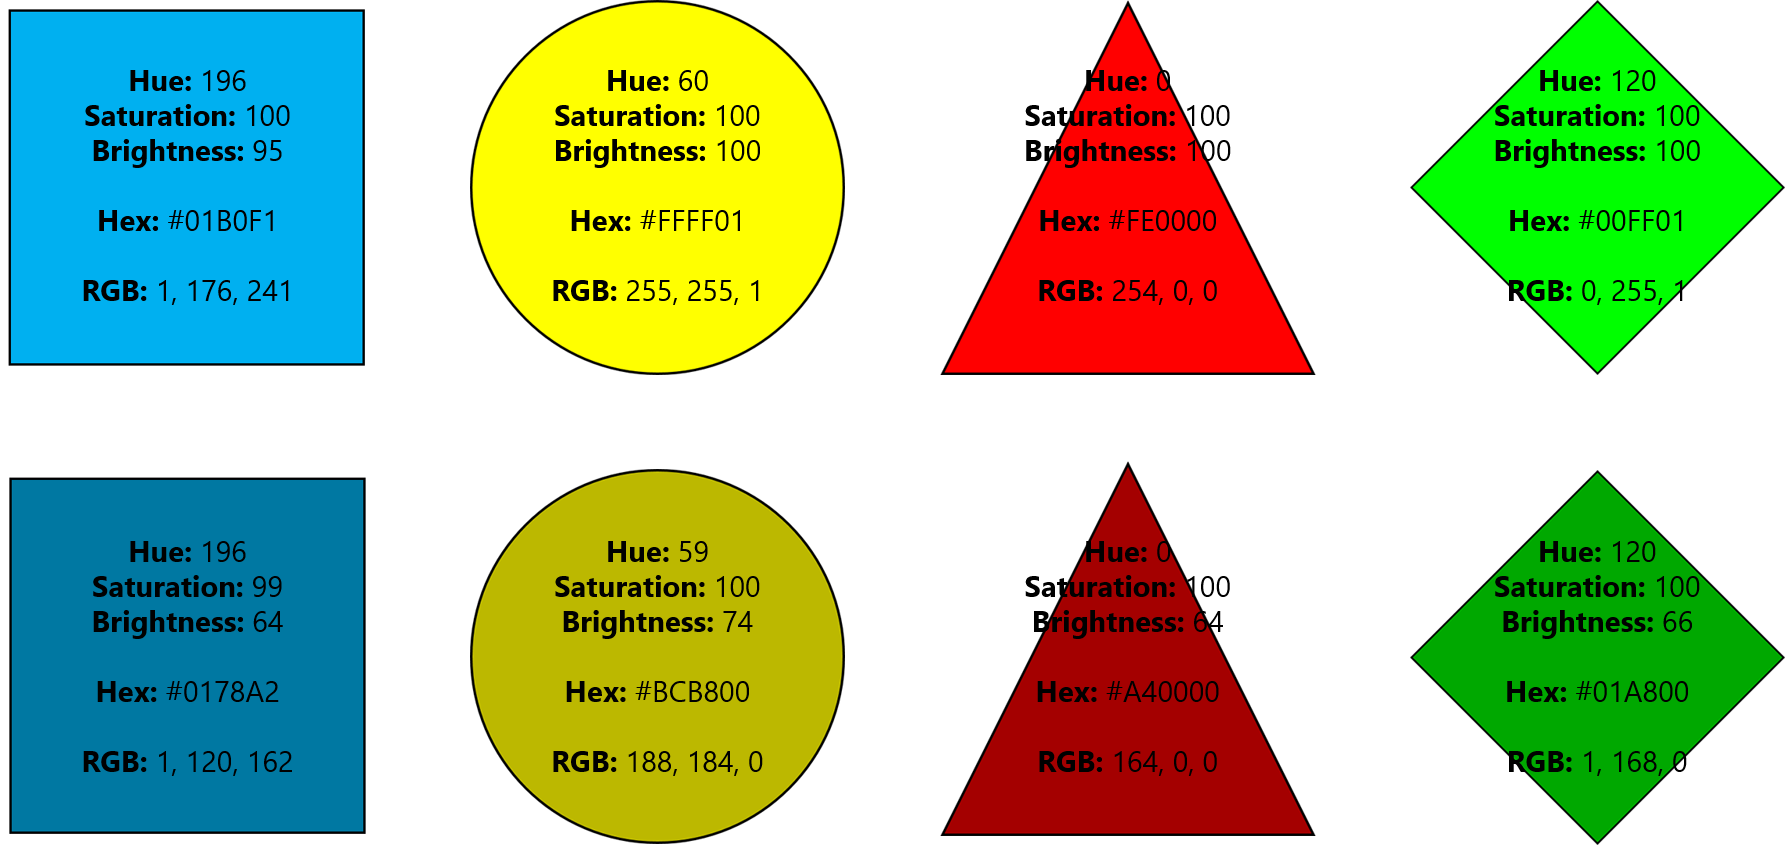 Hue: 196
Saturation: 100
Brightness: 95
Hex: #01B0F1
RGB: 1, 176, 241
Hue: 60
Saturation: 100
Brightness: 100
Hex: #FFFF01
RGB: 255, 255, 1
Hue: 0
Saturation: 100
Brightness: 100
Hex: #FE0000
RGB: 254, 0, 0
Hue: 120
Saturation: 100
Brightness: 100
Hex: #00FF01
RGB: 0, 255, 1
Hue: 196
Saturation: 99
Brightness: 64
Hex: #0178A2
RGB: 1, 120, 162
Hue: 59
Saturation: 100
Brightness: 74
Hex: #BCB800
RGB: 188, 184, 0
Hue: 0
Saturation: 100
Brightness: 64
Hex: #A40000
RGB: 164, 0, 0
Hue: 120
Saturation: 100
Brightness: 66
Hex: #01A800
RGB: 1, 168, 0